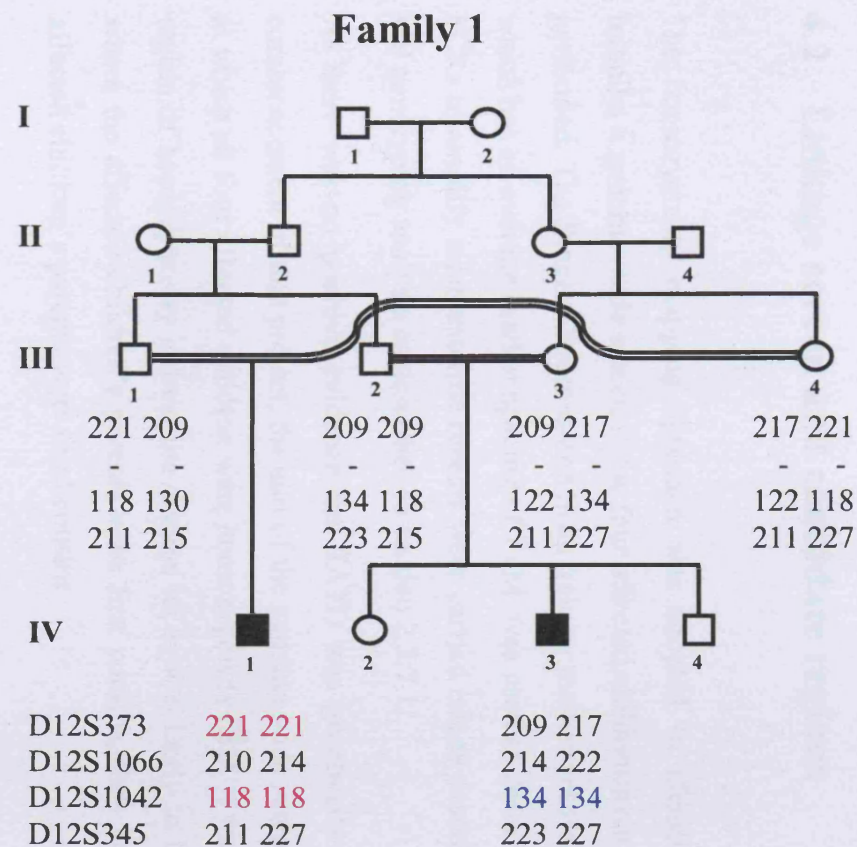 Family 1
I
1 2
II
1 2 3 4
III
1 2 3 4
221 209 209 209 209 217 217 221
- - - - - - - -
118 130 134 118 122 134 122 118
211 215 223 215 211 227 211 227
IV
1 2 3 4
D12S373 221 221 209 217
D12S1066 210 214 214 222
D12S1042 118 118 134 134
D12S345 211 227 223 227